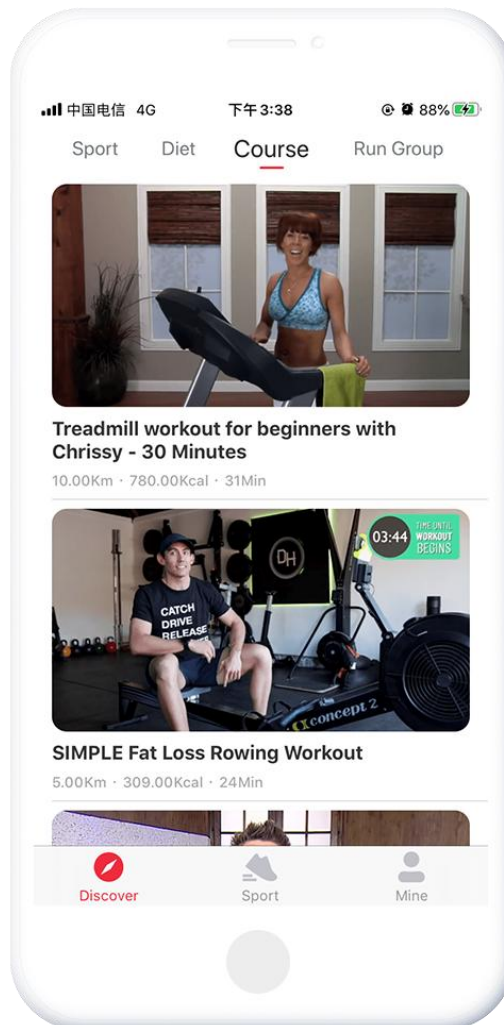 中国电信 4G 下午3:38 88%
Sport Diet Course Run Group
Treadmill workout for beginners with
Chrissy - 30 Minutes
10.00Km · 780.00Kcal · 31Min
DH
03:44
TIME UNTIL
WORKOUT
BEGINS
CATCH
DRIVE
RELEASE
concept 2
SIMPLE Fat Loss Rowing Workout
5.00Km · 309.00Kcal · 24Min
Discover Sport Mine